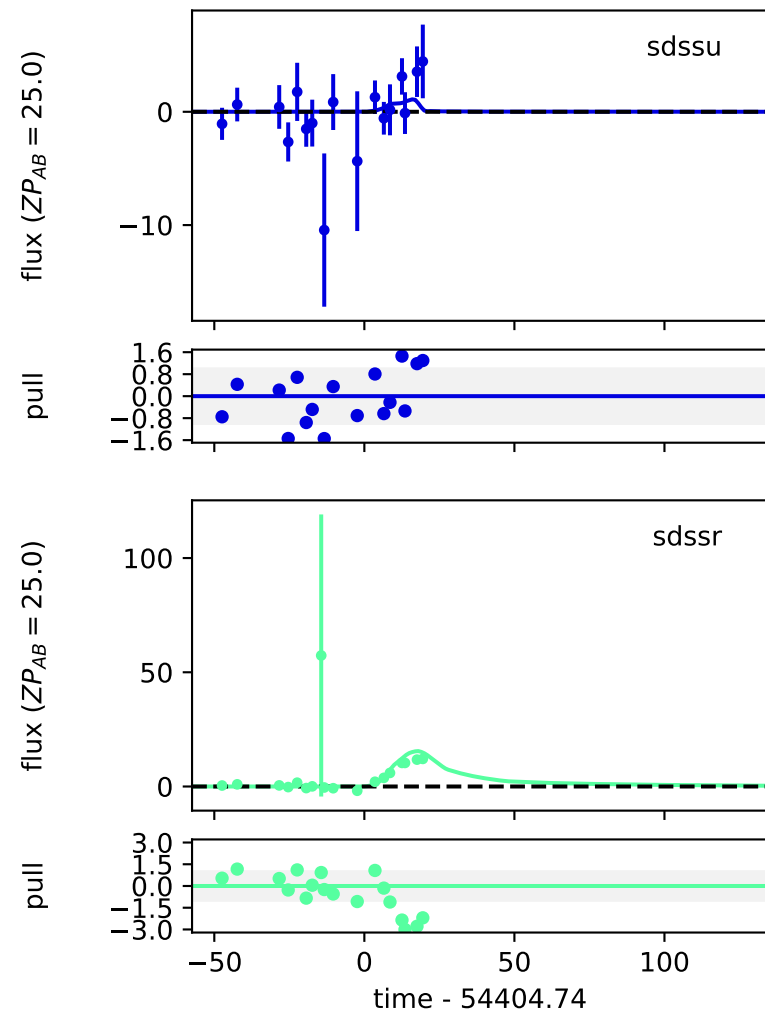 sdssu
flux (ZP_AB = 25.0)
0
−10
pull
1.6
0.8
0.0
−0.8
−1.6
sdssr
flux (ZP_AB = 25.0)
100
50
0
pull
3.0
1.5
0.0
−1.5
−3.0
−50 0 50 100
time - 54404.74